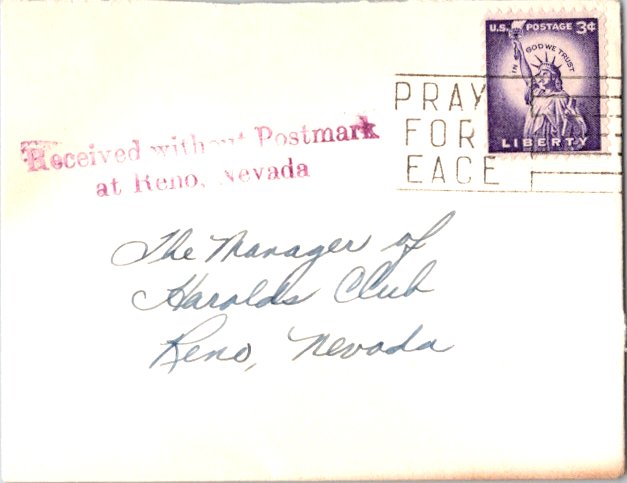 U.S. POSTAGE 3¢
IN GOD WE TRUST
LIBERTY
PRAY
FOR
EACE
Received without Postmark
at Reno, Nevada
The Manager of
Harolds Club
Reno, Nevada